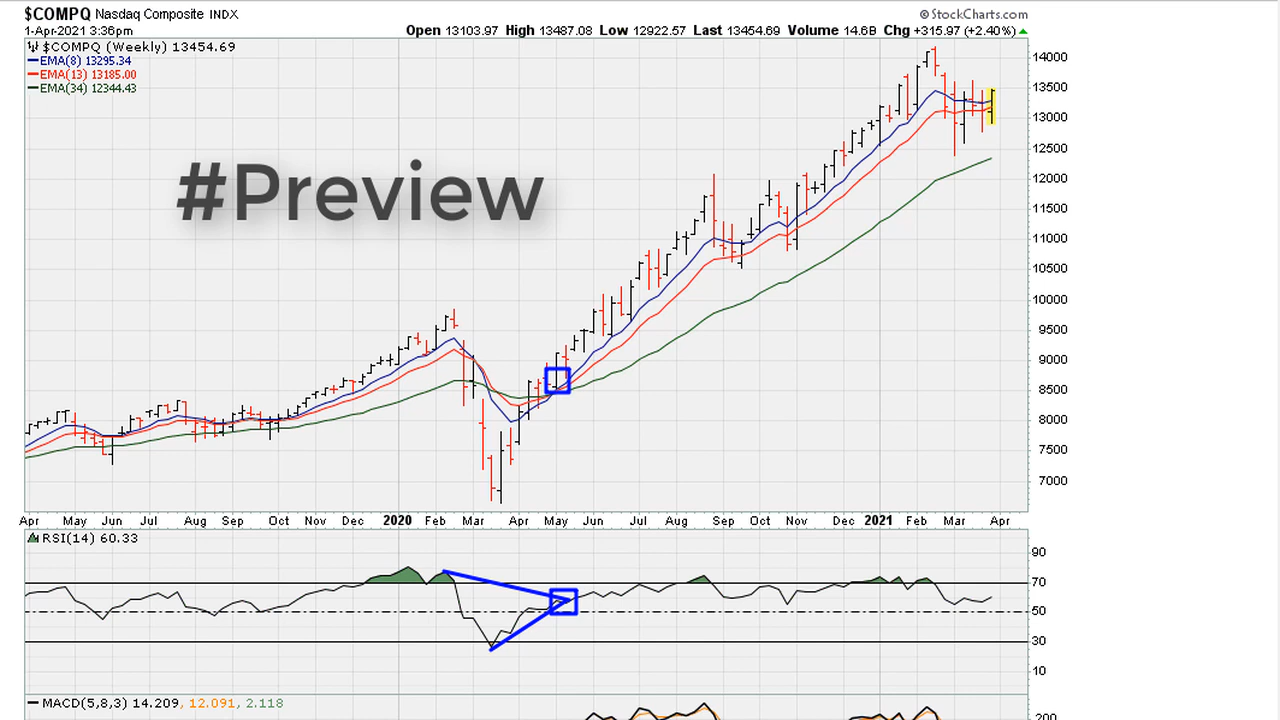 $COMPQ Nasdaq Composite INDX
© StockCharts.com
1-Apr-2021 3:36pm
Open 13103.97 High 13487.08 Low 12922.57 Last 13454.69 Volume 14.6B Chg +315.97 (+2.40%)
$COMPQ (Weekly) 13454.69
EMA(8) 13295.34
EMA(13) 13185.00
EMA(34) 12344.43
#Preview
14000
13500
13000
12500
12000
11500
11000
10500
10000
9500
9000
8500
8000
7500
7000
Apr May Jun Jul Aug Sep Oct Nov Dec 2020 Feb Mar Apr May Jun Jul Aug Sep Oct Nov Dec 2021 Feb Mar Apr
RSI(14) 60.33
90
70
50
30
10
MACD(5,8,3) 14.209, 12.091, 2.118
200